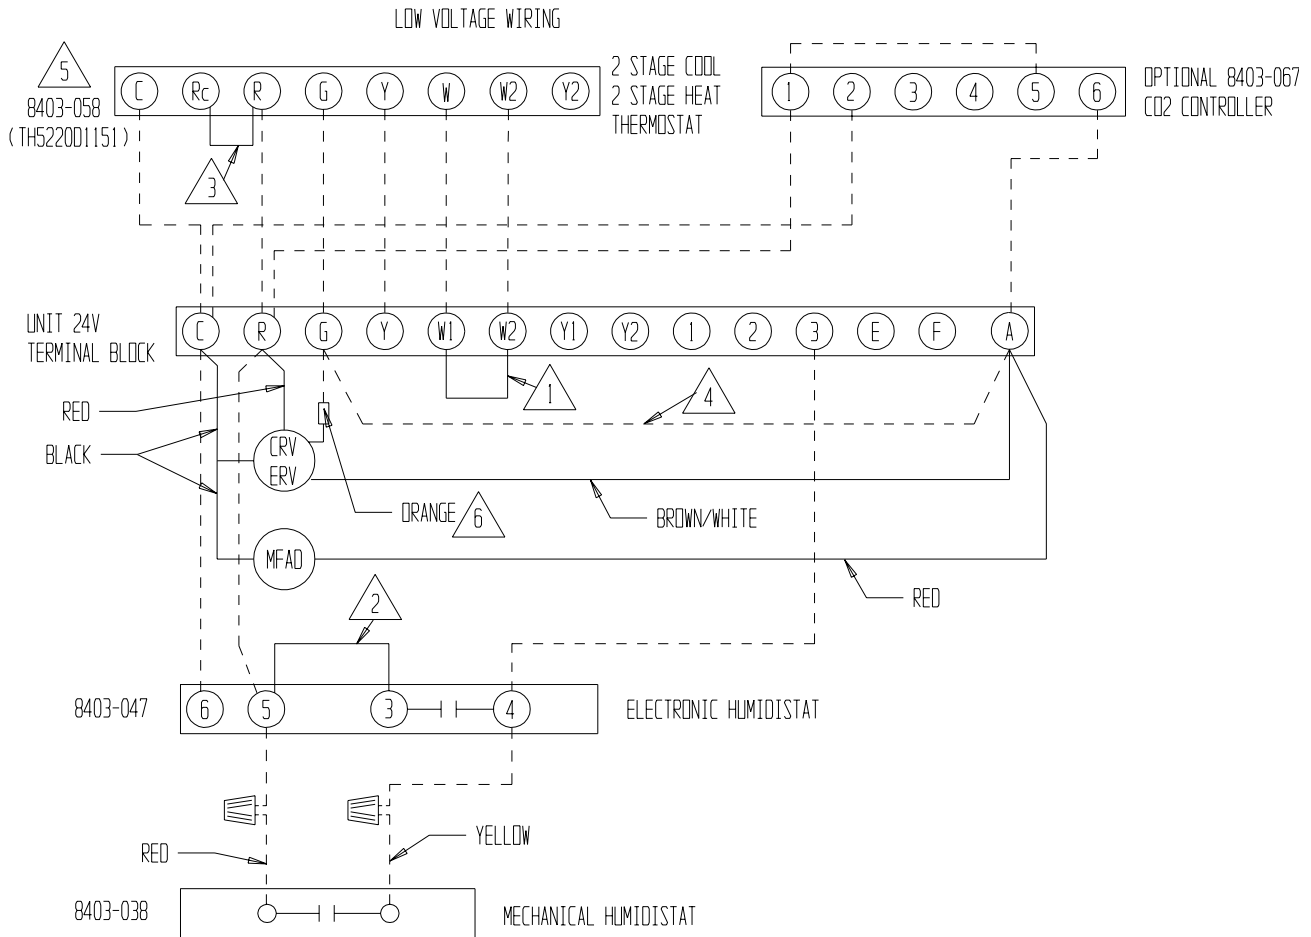 LOW VOLTAGE WIRING
5
8403-058
(TH5220D1151)
C Rc R G Y W W2 Y2
2 STAGE COOL
2 STAGE HEAT
THERMOSTAT
1 2 3 4 5 6
OPTIONAL 8403-067
CO2 CONTROLLER
3
UNIT 24V
TERMINAL BLOCK
C R G Y W1 W2 Y1 Y2 1 2 3 E F A
1
4
RED
BLACK
CRV
ERV
ORANGE
6
BROWN/WHITE
MFAD
RED
2
8403-047
6 5 3 4
ELECTRONIC HUMIDISTAT
RED
YELLOW
8403-038
MECHANICAL HUMIDISTAT